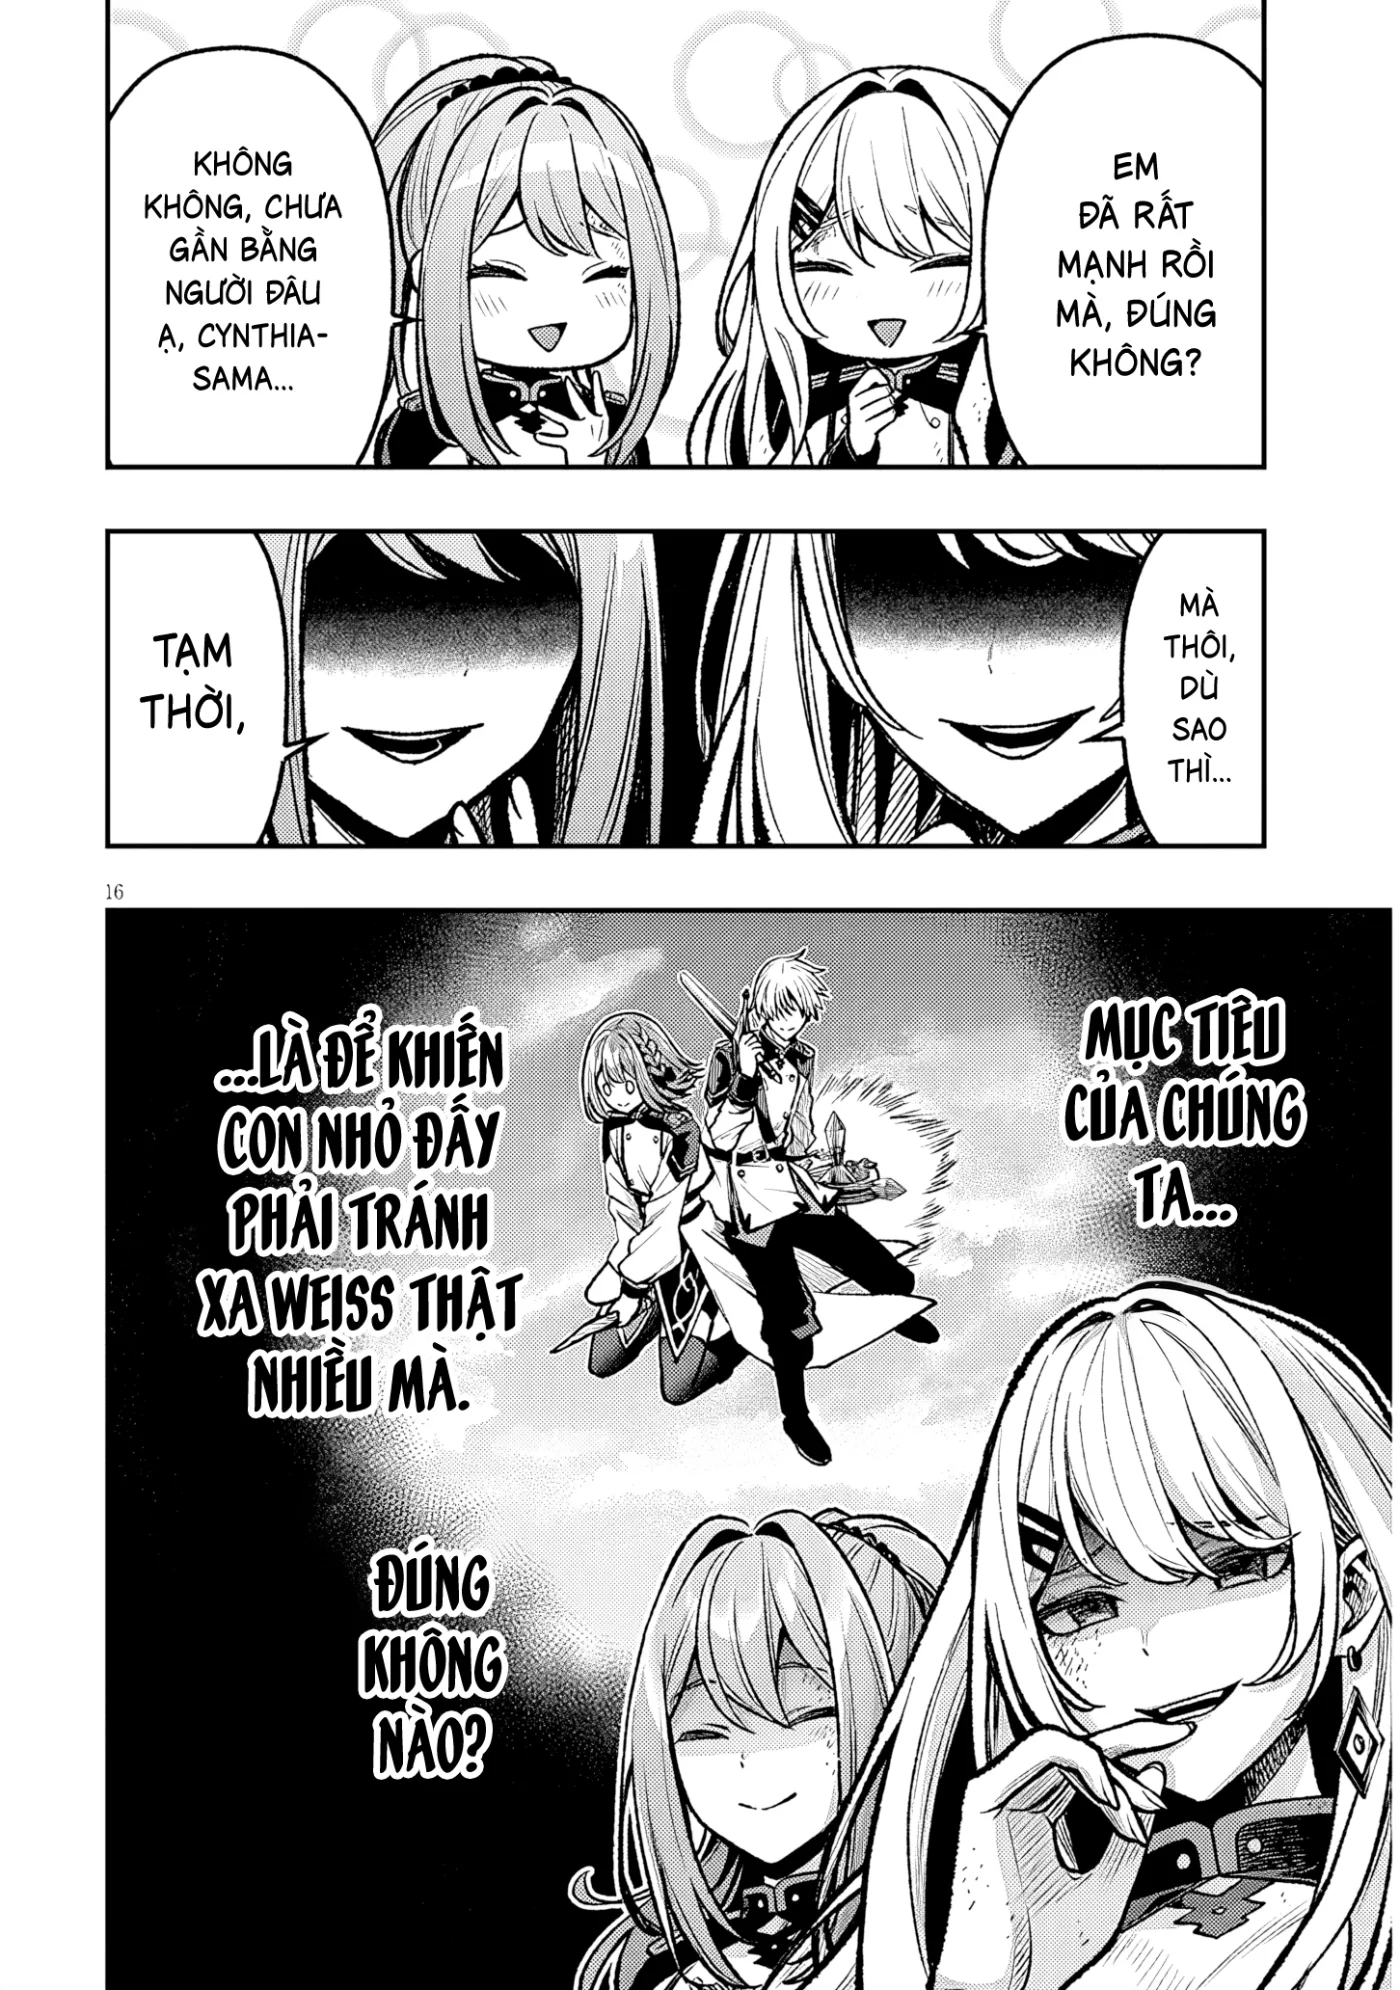 EM
ĐÃ RẤT
MẠNH RỒI
MÀ, ĐÚNG
KHÔNG?
KHÔNG
KHÔNG, CHƯA
GẦN BẰNG
NGƯỜI ĐÂU
Ạ, CYNTHIA-
SAMA...
MÀ
THÔI,
DÙ
SAO
THÌ...
TẠM
THỜI,
16
MỤC TIÊU
CỦA CHÚNG
TA...
...LÀ ĐỂ KHIẾN
CON NHỎ ĐẤY
PHẢI TRÁNH
XA WEISS THẬT
NHIỀU MÀ.
ĐÚNG
KHÔNG
NÀO?